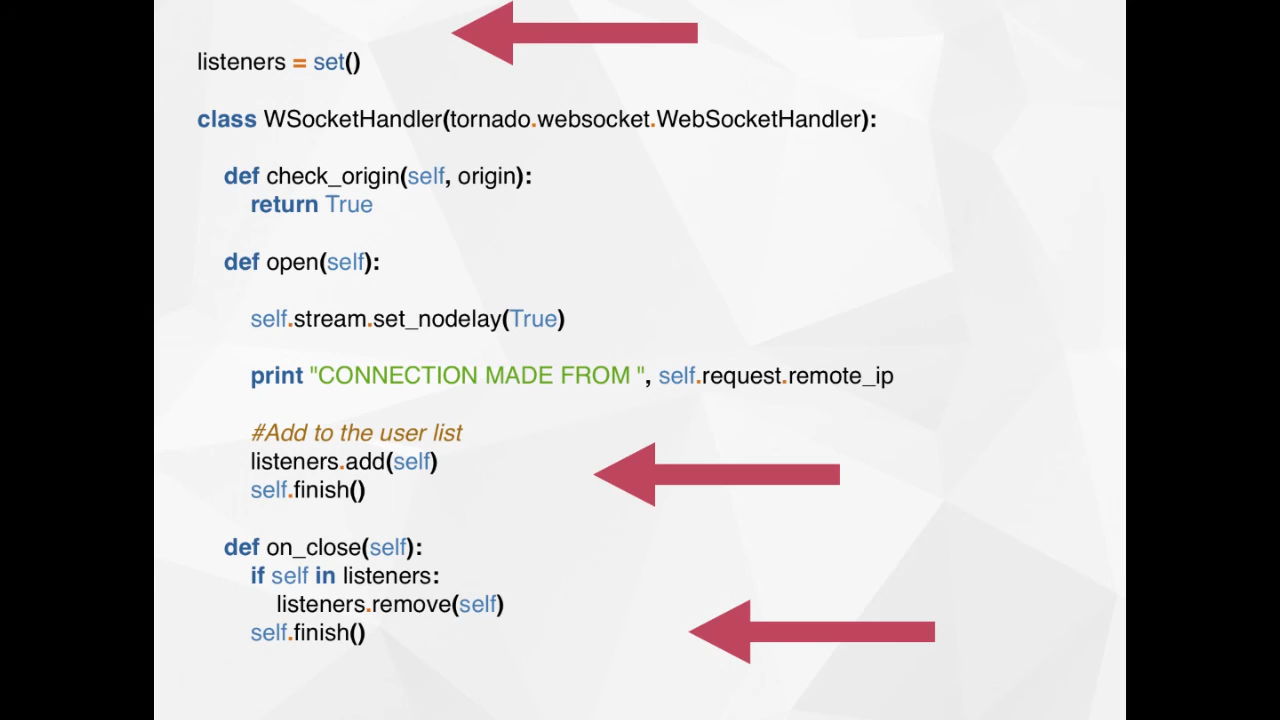 listeners = set()
class WSocketHandler(tornado.websocket.WebSocketHandler):
def check_origin(self, origin):
return True
def open(self):
self.stream.set_nodelay(True)
print "CONNECTION MADE FROM ", self.request.remote_ip
#Add to the user list
listeners.add(self)
self.finish()
def on_close(self):
if self in listeners:
listeners.remove(self)
self.finish()